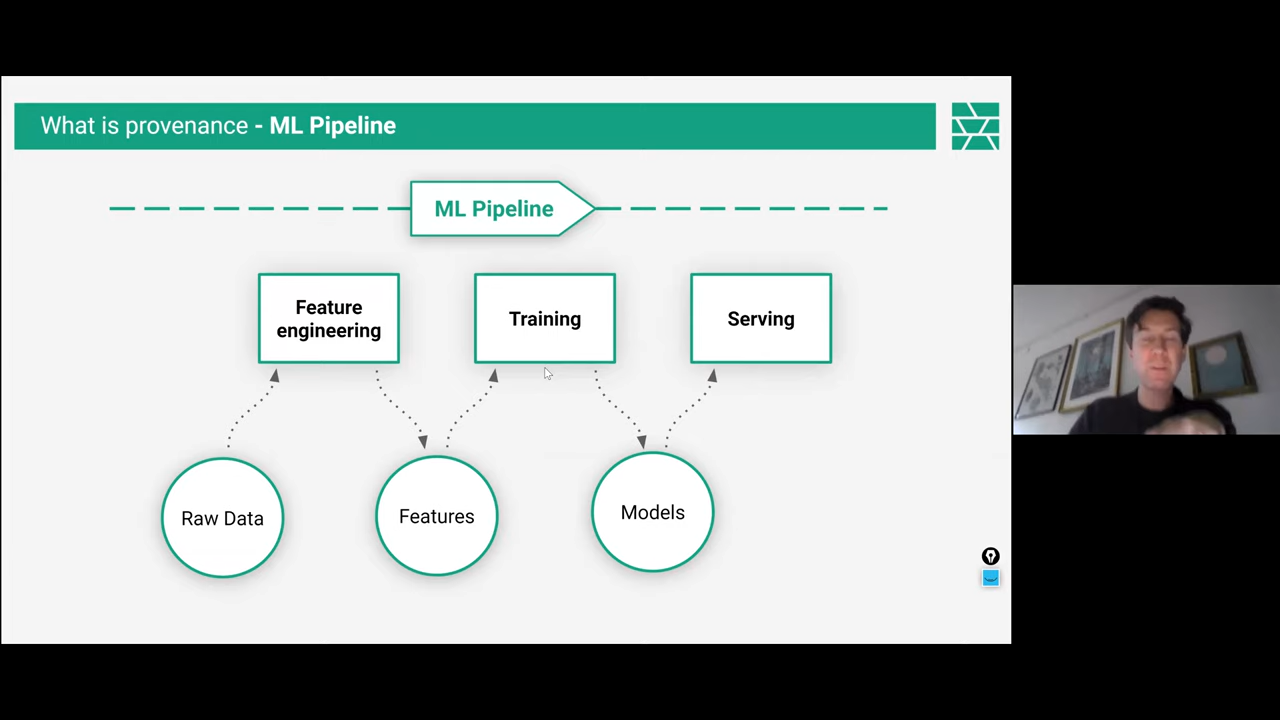 What is provenance - ML Pipeline
ML Pipeline
Feature
engineering
Training
Serving
Raw Data
Features
Models